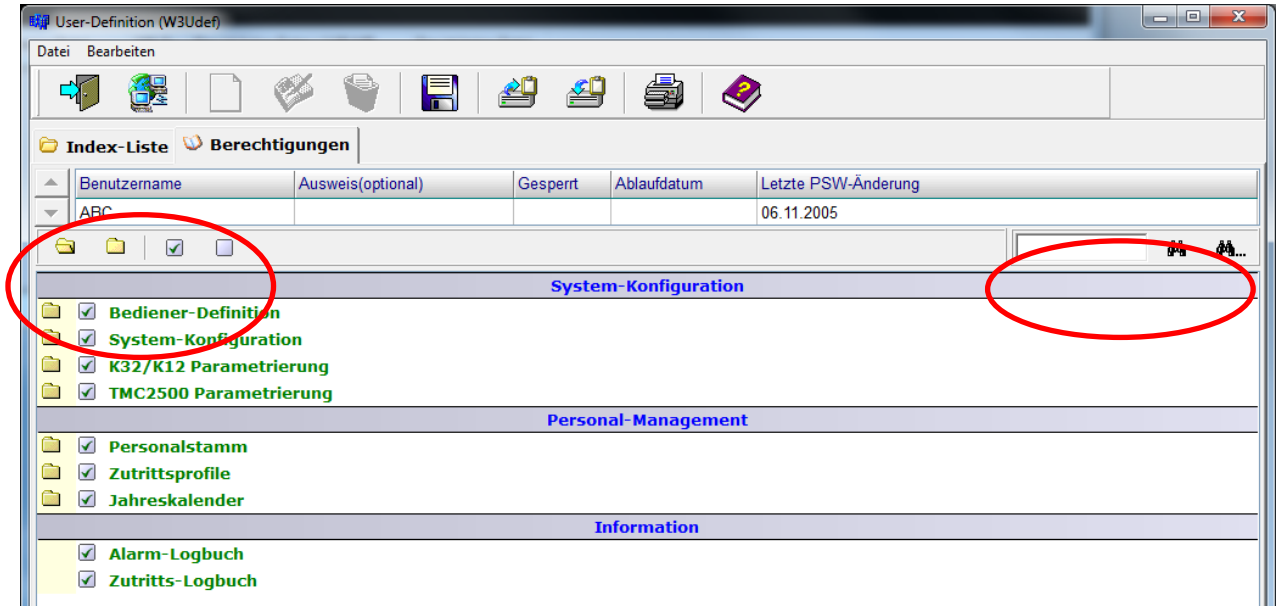 User-Definition (W3Udef)
Datei Bearbeiten
Index-Liste Berechtigungen
Benutzername Ausweis(optional) Gesperrt Ablaufdatum Letzte PSW-Änderung
ABC 06.11.2005
System-Konfiguration
Bediener-Definition
System-Konfiguration
K32/K12 Parametrierung
TMC2500 Parametrierung
Personal-Management
Personalstamm
Zutrittsprofile
Jahreskalender
Information
Alarm-Logbuch
Zutritts-Logbuch